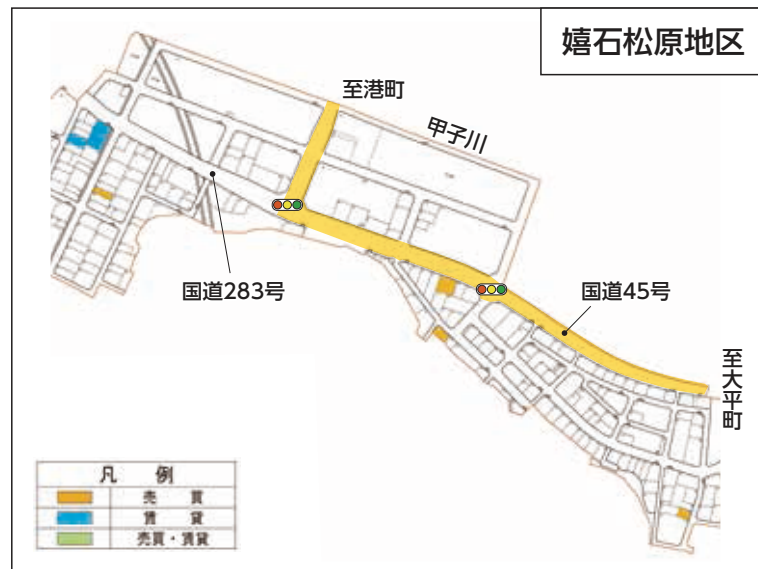 嬉石松原地区
至港町
甲子川
国道283号
国道45号
至大平町
凡 例
売 買
賃 貸
売買・賃貸